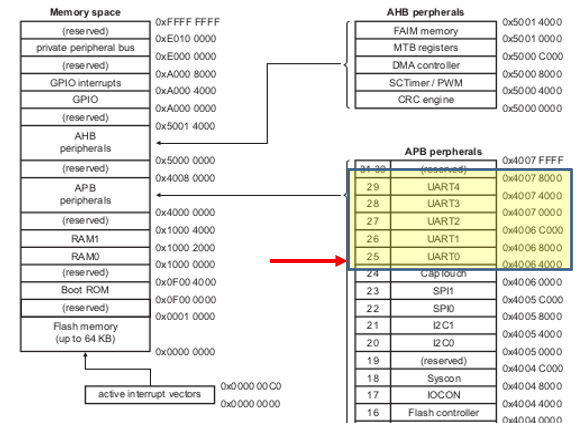 Memory space
0xFFFF FFFF
(reserved)
0xE010 0000
private peripheral bus
0xE000 0000
(reserved)
0xA000 8000
GPIO interrupts
0xA000 4000
GPIO
0xA000 0000
(reserved)
0x5001 4000
AHB
peripherals
0x5000 0000
(reserved)
0x4008 0000
APB
peripherals
0x4000 0000
(reserved)
0x1000 4000
RAM1
0x1000 2000
RAM0
0x1000 0000
(reserved)
0x0F00 4000
Boot ROM
0x0F00 0000
(reserved)
0x0001 0000
Flash memory
(up to 64 KB)
0x0000 0000
0x0000 00C0
active interrupt vectors
0x0000 0000
AHB perpherals
0x5001 4000
FAIM memory
0x5001 0000
MTB registers
0x5000 C000
DMA controller
0x5000 8000
SCTimer / PWM
0x5000 4000
CRC engine
0x5000 0000
APB perpherals
0x4007 FFFF
31-30 (reserved)
0x4007 8000
29 UART4
0x4007 4000
28 UART3
0x4007 0000
27 UART2
0x4006 C000
26 UART1
0x4006 8000
25 UART0
0x4006 4000
24 CapTouch
0x4006 0000
23 SPI1
0x4005 C000
22 SPI0
0x4005 8000
21 I2C1
0x4005 4000
20 I2C0
0x4005 0000
19 (reserved)
0x4004 C000
18 Syscon
0x4004 8000
17 IOCON
0x4004 4000
16 Flash controller
0x4004 0000